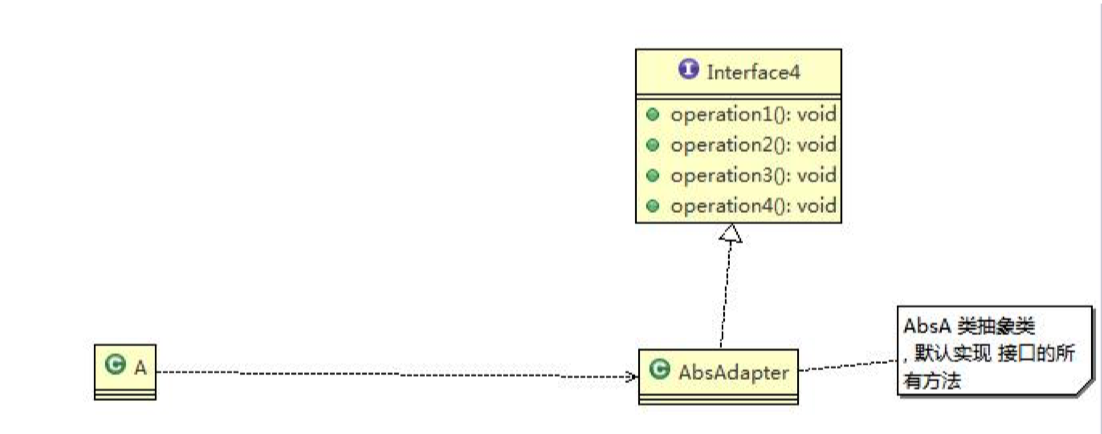 Interface4
operation1(): void
operation2(): void
operation3(): void
operation4(): void
A
AbsAdapter
AbsA 类抽象类
, 默认实现 接口的所
有方法